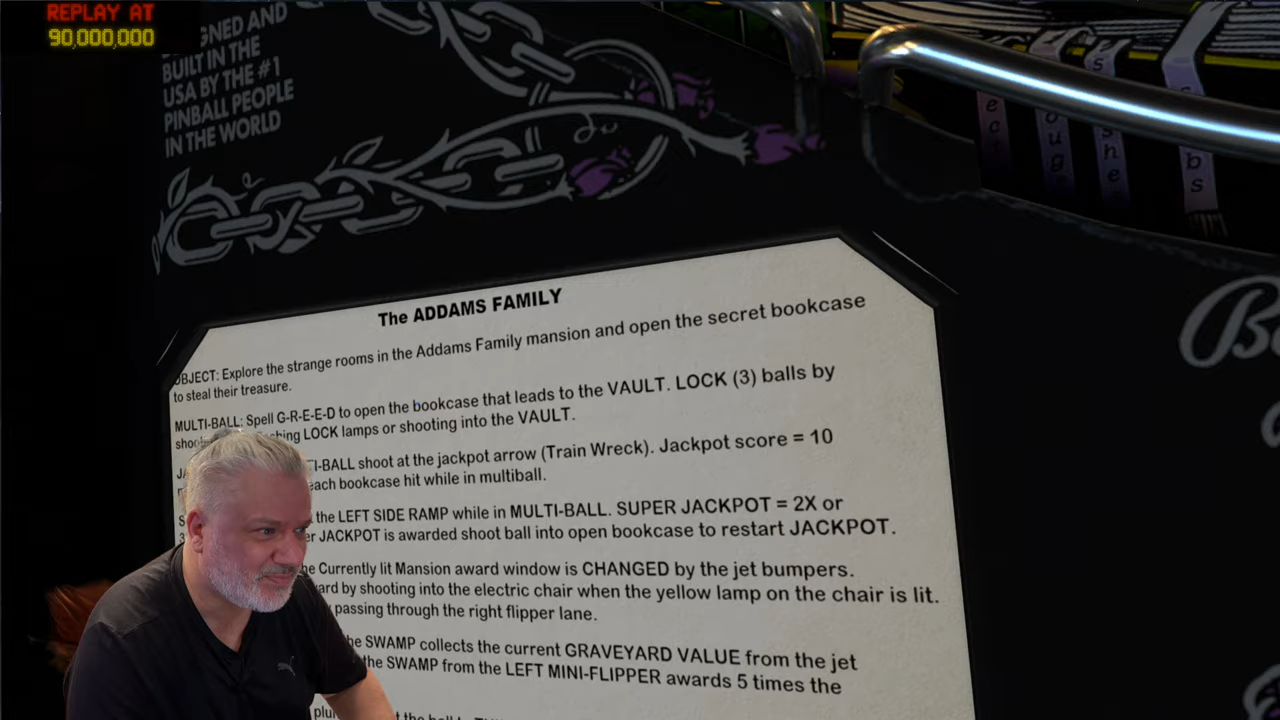 REPLAY AT
90,000,000
GNED AND
BUILT IN THE
USA BY THE #1
PINBALL PEOPLE
IN THE WORLD
The ADDAMS FAMILY
OBJECT: Explore the strange rooms in the Addams Family mansion and open the secret bookcase
to steal their treasure.
MULTI-BALL: Spell G-R-E-E-D to open the bookcase that leads to the VAULT. LOCK (3) balls by
LOCK lamps or shooting into the VAULT.
TI-BALL shoot at the jackpot arrow (Train Wreck). Jackpot score = 10
each bookcase hit while in multiball.
the LEFT SIDE RAMP while in MULTI-BALL. SUPER JACKPOT = 2X or
JACKPOT is awarded shoot ball into open bookcase to restart JACKPOT.
Currently lit Mansion award window is CHANGED by the jet bumpers.
by shooting into the electric chair when the yellow lamp on the chair is lit.
passing through the right flipper lane.
SWAMP collects the current GRAVEYARD VALUE from the jet
the SWAMP from the LEFT MINI-FLIPPER awards 5 times the